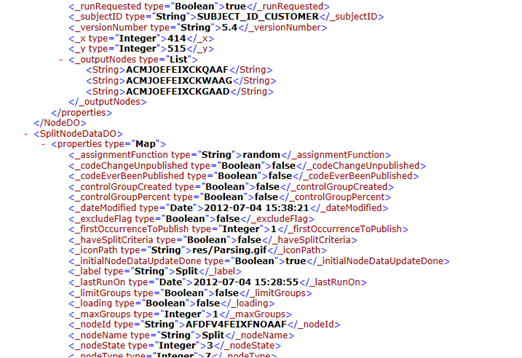 <_runRequested type="Boolean">true</_runRequested>
<_subjectID type="String">SUBJECT_ID_CUSTOMER</_subjectID>
<_versionNumber type="String">5.4</_versionNumber>
<_x type="Integer">414</_x>
<_y type="Integer">515</_y>
- <_outputNodes type="List">
<String>ACMJOEFEIXCKQAAF</String>
<String>ACMJOEFEIXCKWAAG</String>
<String>ACMJOEFEIXCKGAAD</String>
</_outputNodes>
</properties>
</NodeDO>
- <SplitNodeDataDO>
- <properties type="Map">
<_assignmentFunction type="String">random</_assignmentFunction>
<_codeChangeUnpublished type="Boolean">false</_codeChangeUnpublished>
<_codeEverBeenPublished type="Boolean">false</_codeEverBeenPublished>
<_controlGroupCreated type="Boolean">false</_controlGroupCreated>
<_controlGroupPercent type="Boolean">false</_controlGroupPercent>
<_dateModified type="Date">2012-07-04 15:38:21</_dateModified>
<_excludeFlag type="Boolean">false</_excludeFlag>
<_firstOccurrenceToPublish type="Integer">1</_firstOccurrenceToPublish>
<_haveSplitCriteria type="Boolean">false</_haveSplitCriteria>
<_iconPath type="String">res/Parsing.gif</_iconPath>
<_initialNodeDataUpdateDone type="Boolean">true</_initialNodeDataUpdateDone>
<_label type="String">Split</_label>
<_lastRunOn type="Date">2012-07-04 15:28:55</_lastRunOn>
<_limitGroups type="Boolean">false</_limitGroups>
<_loading type="Boolean">false</_loading>
<_maxGroups type="Integer">1</_maxGroups>
<_nodeId type="String">AFDFV4FEIXFNOAAF</_nodeId>
<_nodeName type="String">Split</_nodeName>
<_nodeState type="Integer">3</_nodeState>
<_nodeType type="Integer">7</_nodeType>